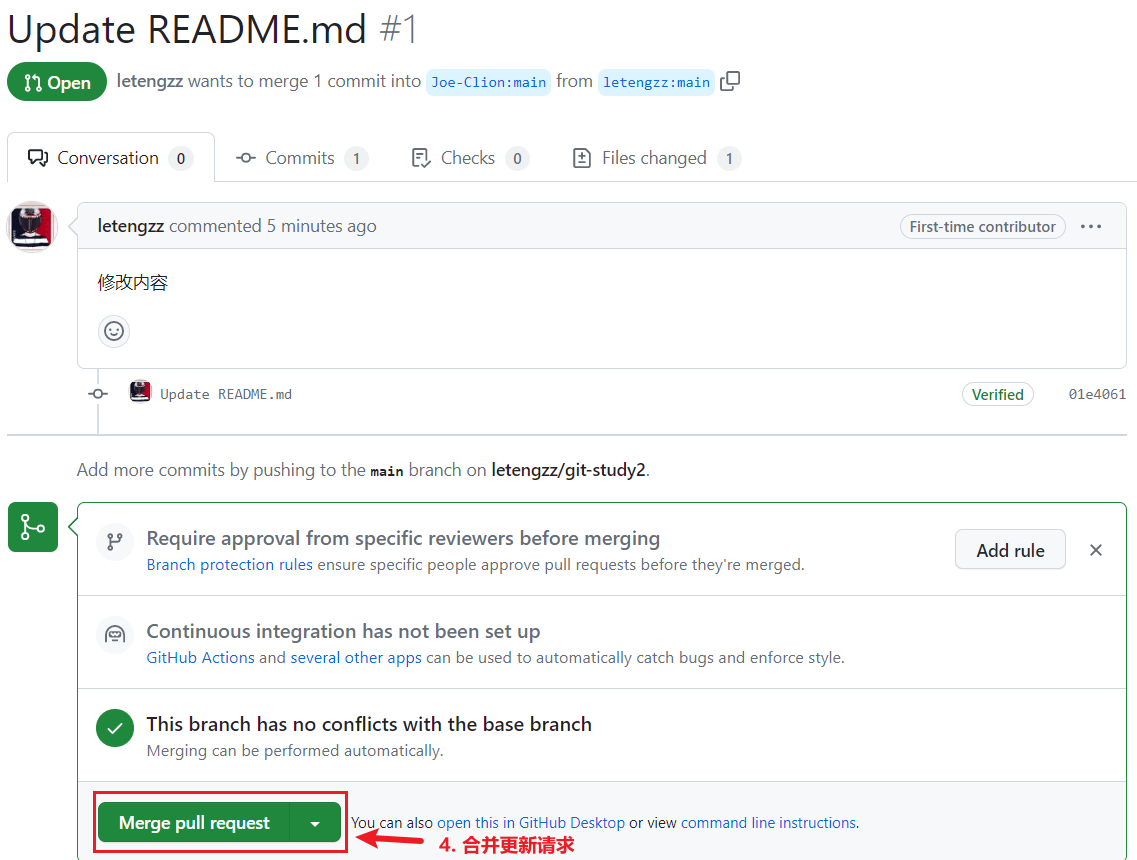 Update README.md #1
Open letengzz wants to merge 1 commit into Joe-Clion:main from letengzz:main
Conversation 0 Commits 1 Checks 0 Files changed 1
letengzz commented 5 minutes ago First-time contributor ...
修改内容
Update README.md Verified 01e4061
Add more commits by pushing to the main branch on letengzz/git-study2.
Require approval from specific reviewers before merging
Branch protection rules ensure specific people approve pull requests before they're merged.
Add rule
Continuous integration has not been set up
GitHub Actions and several other apps can be used to automatically catch bugs and enforce style.
This branch has no conflicts with the base branch
Merging can be performed automatically.
Merge pull request You can also open this in GitHub Desktop or view command line instructions.
4. 合并更新请求